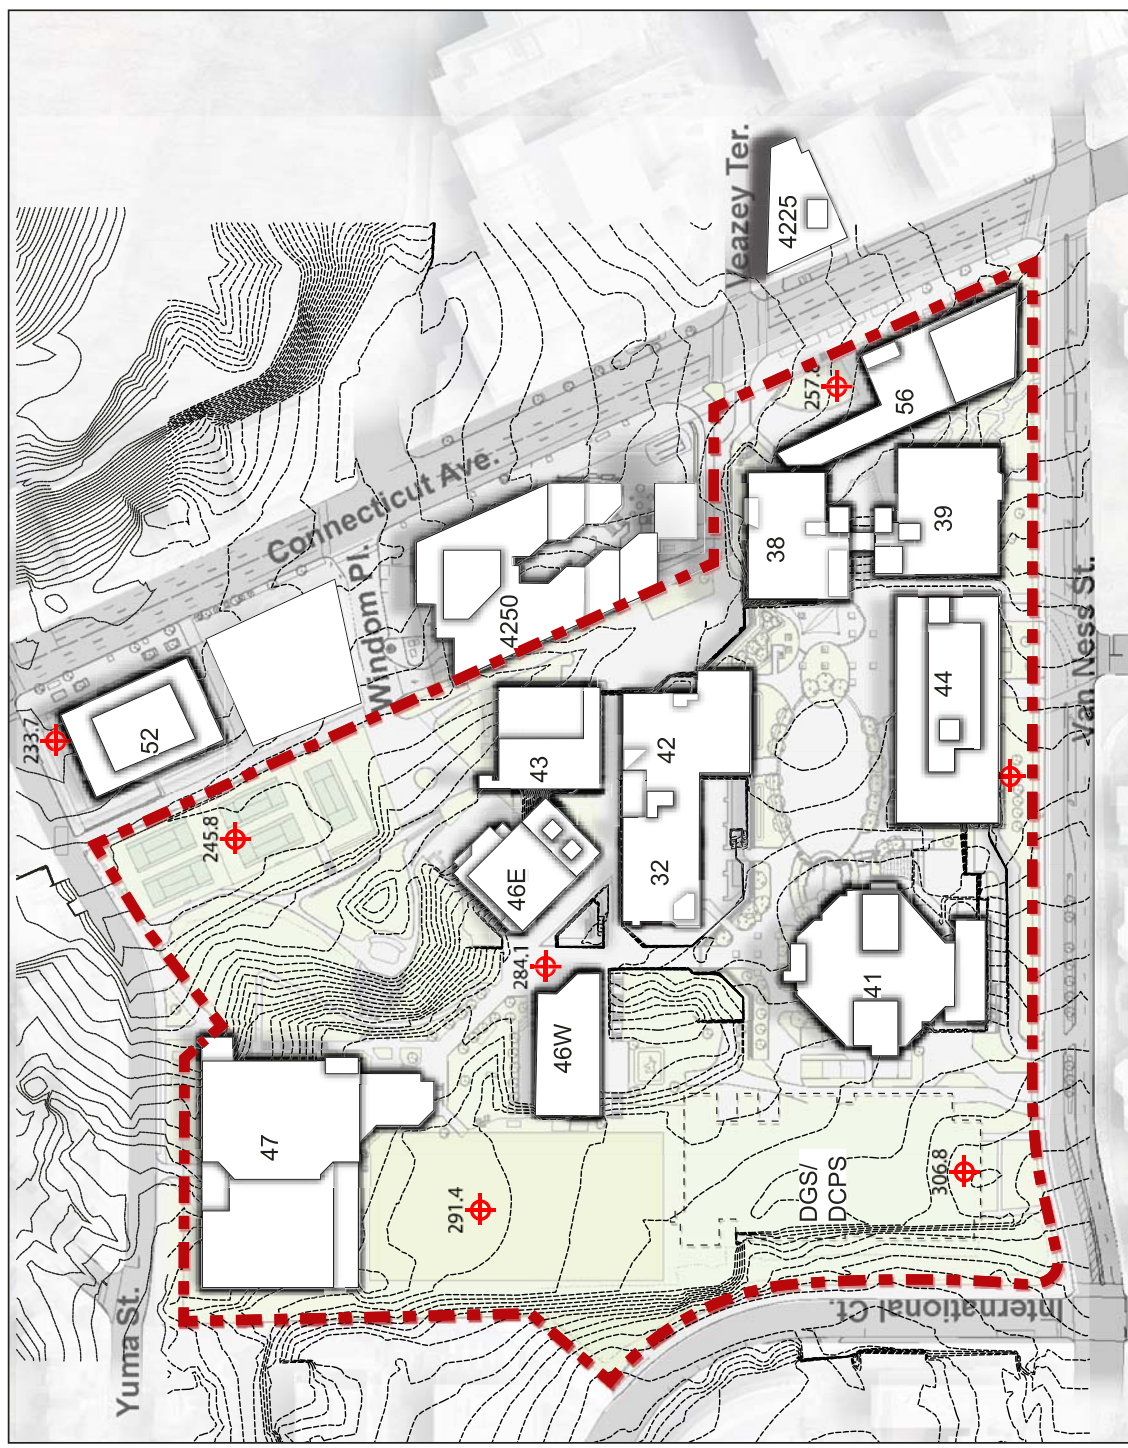 Yuma St.
Windom Pl.
Connecticut Ave.
Veazey Ter.
Van Ness St.
International Ct.
233.7
245.8
284.1
291.4
306.8
52
4250
4225
56
38
39
43
42
44
46E
32
46W
41
47
DGS/
DCPS